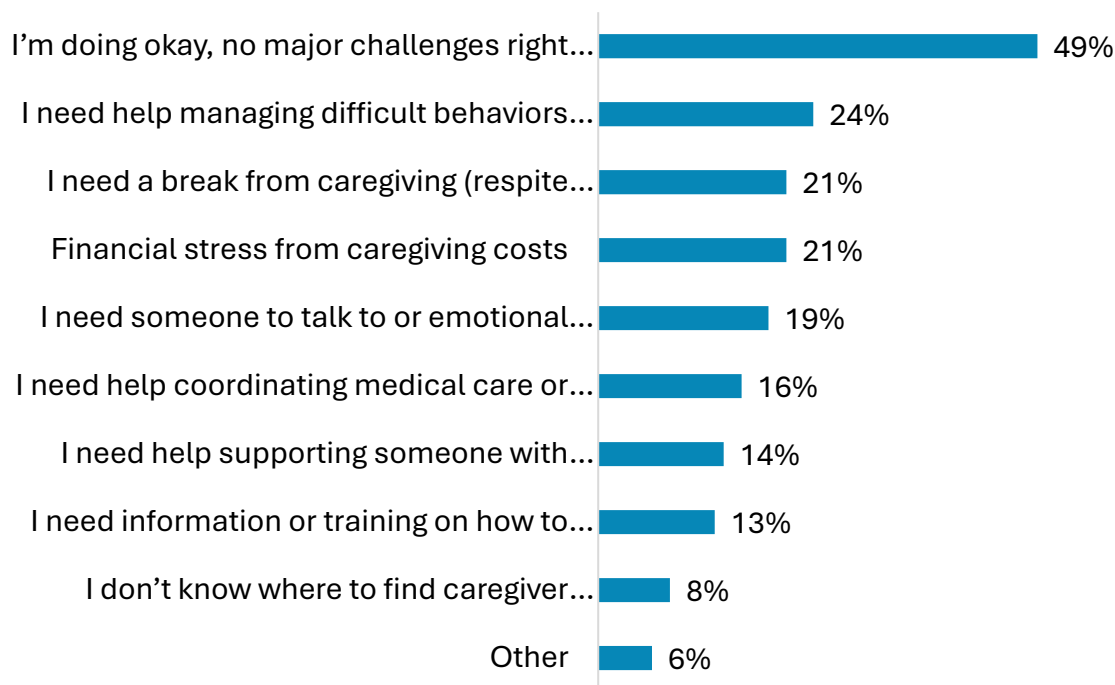 I’m doing okay, no major challenges right... 49%
I need help managing difficult behaviors... 24%
I need a break from caregiving (respite... 21%
Financial stress from caregiving costs 21%
I need someone to talk to or emotional... 19%
I need help coordinating medical care or... 16%
I need help supporting someone with... 14%
I need information or training on how to... 13%
I don’t know where to find caregiver... 8%
Other 6%